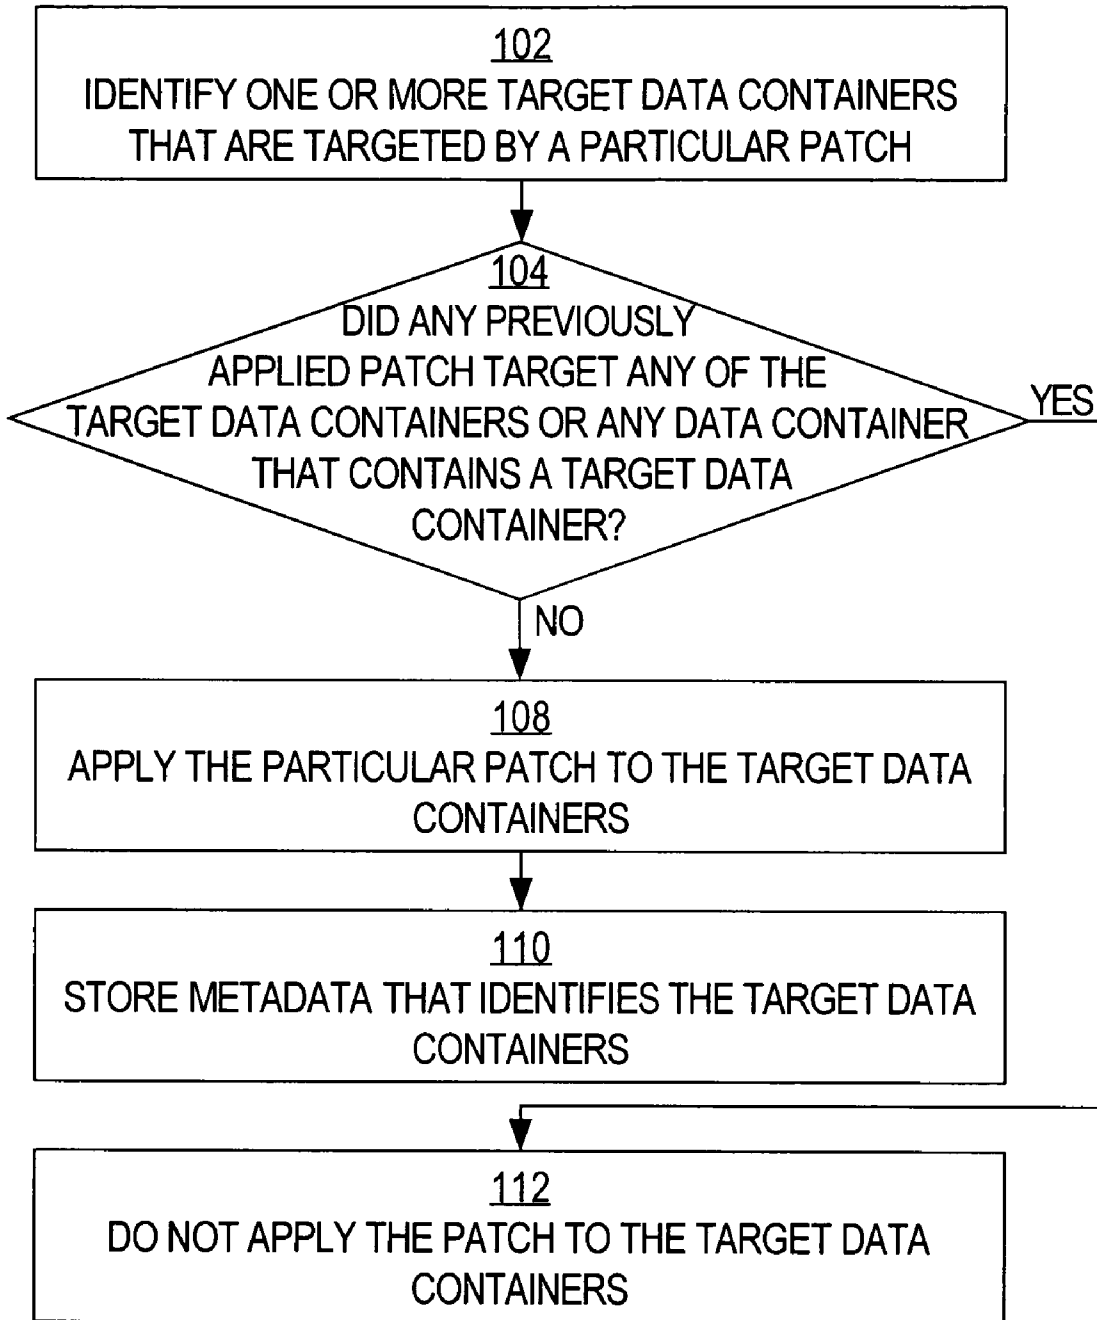 102
IDENTIFY ONE OR MORE TARGET DATA CONTAINERS
THAT ARE TARGETED BY A PARTICULAR PATCH
104
DID ANY PREVIOUSLY
APPLIED PATCH TARGET ANY OF THE
TARGET DATA CONTAINERS OR ANY DATA CONTAINER
THAT CONTAINS A TARGET DATA
CONTAINER?
YES
NO
108
APPLY THE PARTICULAR PATCH TO THE TARGET DATA
CONTAINERS
110
STORE METADATA THAT IDENTIFIES THE TARGET DATA
CONTAINERS
112
DO NOT APPLY THE PATCH TO THE TARGET DATA
CONTAINERS